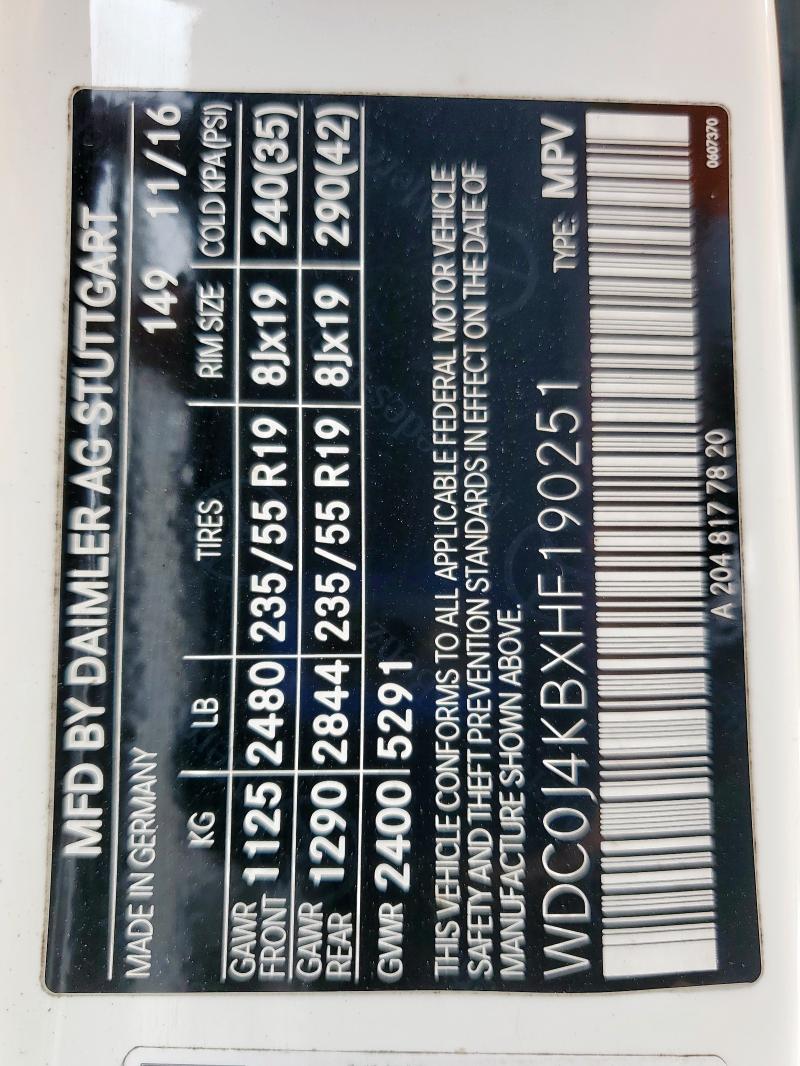 MFD BY DAIMLER AG STUTTGART
MADE IN GERMANY 149 11/16
KG LB TIRES RIM SIZE COLD KPA(PSI)
GAWR FRONT 1125 2480 235/55 R19 8Jx19 240(35)
GAWR REAR 1290 2844 235/55 R19 8Jx19 290(42)
GVWR 2400 5291
THIS VEHICLE CONFORMS TO ALL APPLICABLE FEDERAL MOTOR VEHICLE
SAFETY AND THEFT PREVENTION STANDARDS IN EFFECT ON THE DATE OF
MANUFACTURE SHOWN ABOVE.
WDC0J4KBXHF190251 TYPE: MPV
A 204 817 78 20
0607370